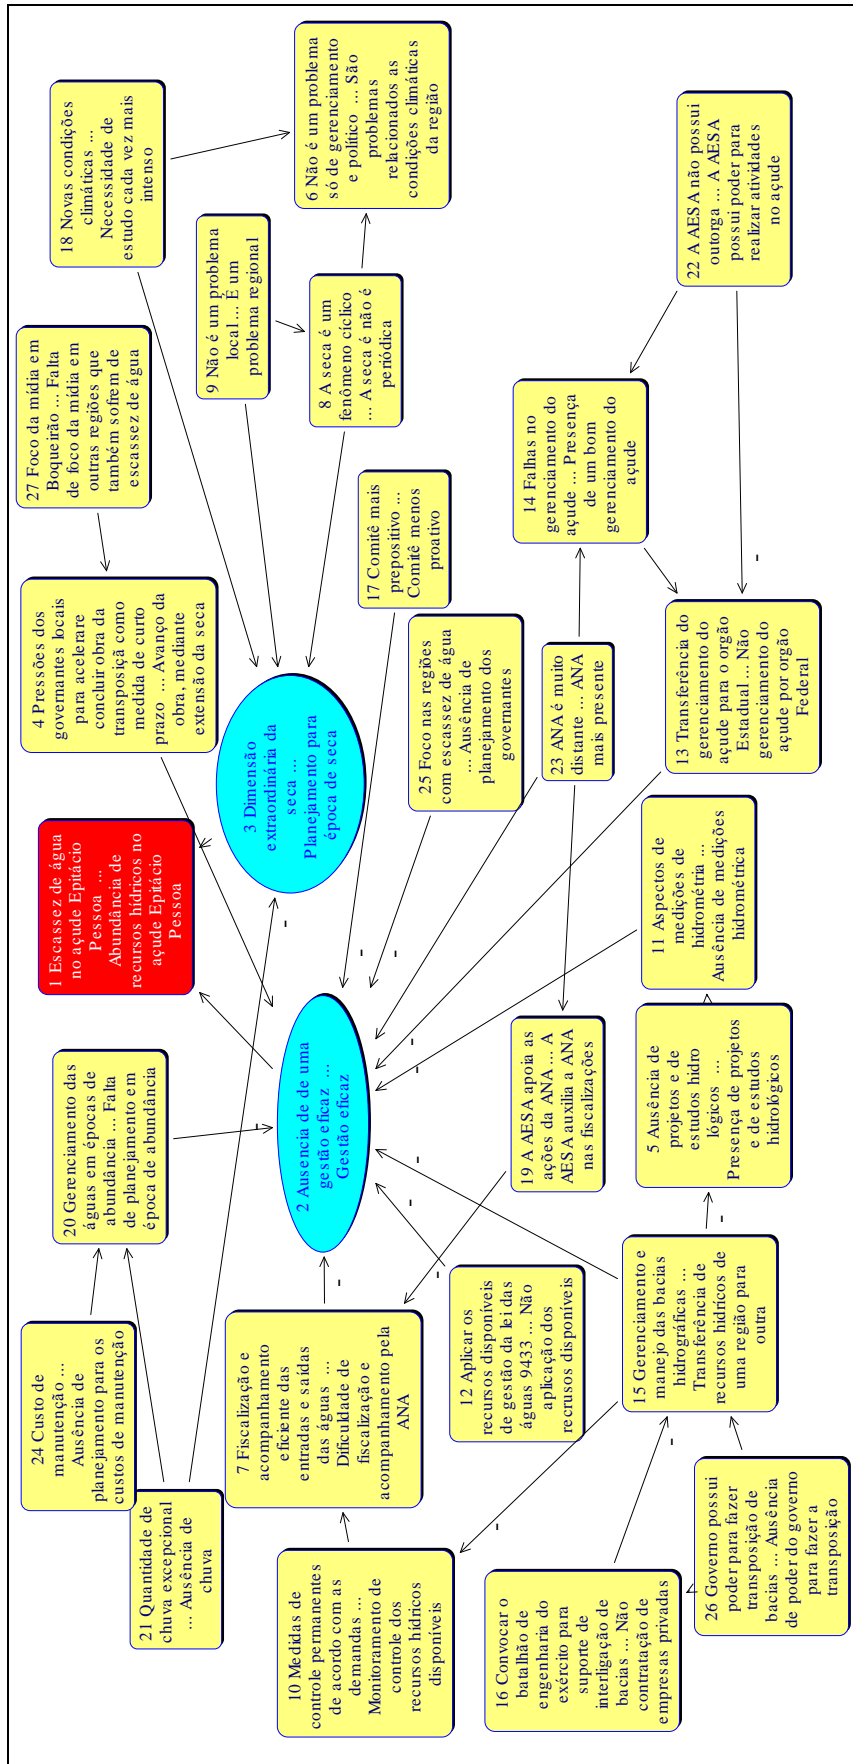 18 Novas condições
climáticas ...
Necessidade de
estudo cada vez mais
intenso
6 Não é um problema
só de gerenciamento
e político ... São
problemas
relacionados as
condições climáticas
da região
22 A AESA não possui
outorga ... A AESA
possui poder para
realizar atividades
no açude
9 Não é um problema
local ... É um
problema regional
8 A seca é um
fenômeno cíclico
... A seca é não é
periódica
27 Foco da mídia em
Boqueirão ... Falta
de foco da mídia em
outras regiões que
também sofrem de
escassez de água
14 Falhas no
gerenciamento do
açude ... Presença
de um bom
gerenciamento do
açude
4 Pressões dos
governantes locais
para acelerare
concluir obra da
transposiçã como
medida de curto
prazo ... Avanço da
obra, mediante
extensão da seca
3 Dimensão
extraordinária da
seca ...
Planejamento para
época de seca
17 Comitê mais
prepositivo ...
Comitê menos
proativo
25 Foco nas regiões
com escassez de água
... Ausência de
planejamento dos
governantes
23 ANA é muito
distante ... ANA
mais presente
13 Transferência do
gerenciamento do
açude para o orgão
Estadual ... Não
gerenciamento do
açude por orgão
Federal
1 Escassez de água
no açude Epitácio
Pessoa ...
Abundância de
recursos hídricos no
açude Epitácio
Pessoa
11 Aspectos de
medições de
hidrométria ...
Ausência de medições
hidrométrica
20 Gerenciamento das
águas em épocas de
abundância ... Falta
de planejamento em
época de abundância
2 Ausencia de de uma
gestão eficaz ...
Gestão eficaz
19 A AESA apoia as
ações da ANA ... A
AESA auxilia a ANA
nas fiscalizações
5 Ausência de
projetos e de
estudos hidro
lógicos ...
Presença de projetos
e de estudos
hidrológicos
24 Custo de
manutenção ...
Ausência de
planejamento para os
custos de manutenção
21 Quantidade de
chuva excepcional
... Ausência de
chuva
7 Fiscalização e
acompanhamento
eficiente das
entradas e saídas
das águas ...
Dificuldade de
fiscalização e
acompanhamento pela
ANA
12 Aplicar os
recursos disponíveis
de gestão da lei das
águas 9433 ... Não
aplicação dos
recrusos disponíveis
15 Gerenciamento e
manejo das bacias
hidrográficas ...
Transferência de
recursos hídricos de
uma região para
outra
10 Medidas de
controle permanentes
de acordo com as
demandas ...
Monitoramento de
controle dos
recursos hídricos
disponíveis
16 Convocar o
batalhão de
engenharia do
exército para
suporte de
interligação de
bacias ... Não
contratação de
empresas privadas
26 Governo possui
poder para fazer
transposição de
bacias ... Ausência
de poder do governo
para fazer a
transposição